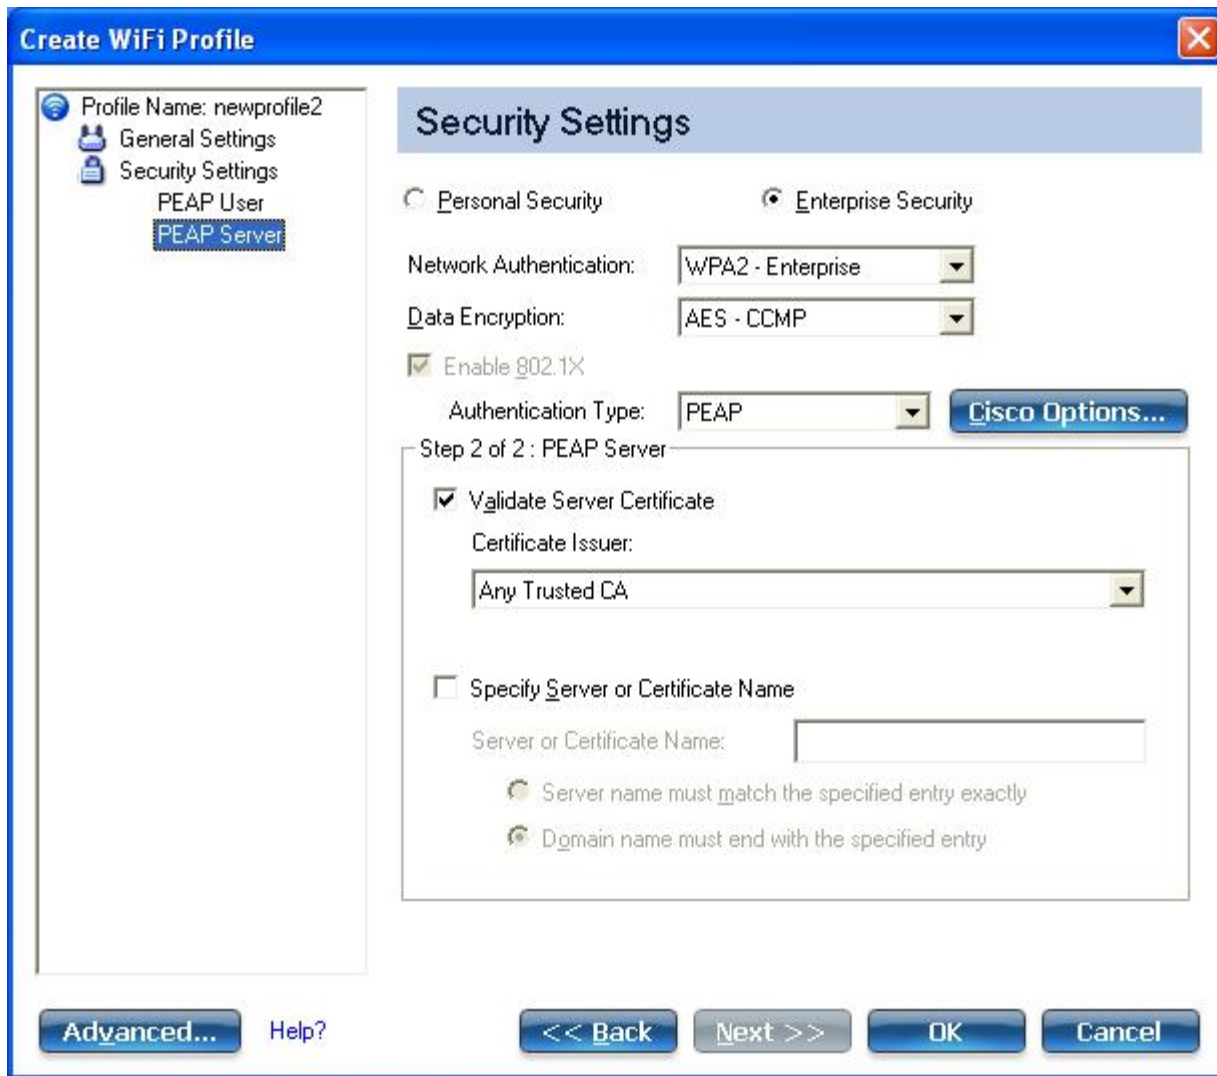 Create WiFi Profile
Profile Name: newprofile2
General Settings
Security Settings
PEAP User
PEAP Server
Security Settings
Personal Security
Enterprise Security
Network Authentication:
WPA2 - Enterprise
Data Encryption:
AES - CCMP
Enable 802.1X
Authentication Type:
PEAP
Cisco Options...
Step 2 of 2 : PEAP Server
Validate Server Certificate
Certificate Issuer:
Any Trusted CA
Specify Server or Certificate Name
Server or Certificate Name:
Server name must match the specified entry exactly
Domain name must end with the specified entry
Advanced...
Help?
<< Back
Next >>
OK
Cancel